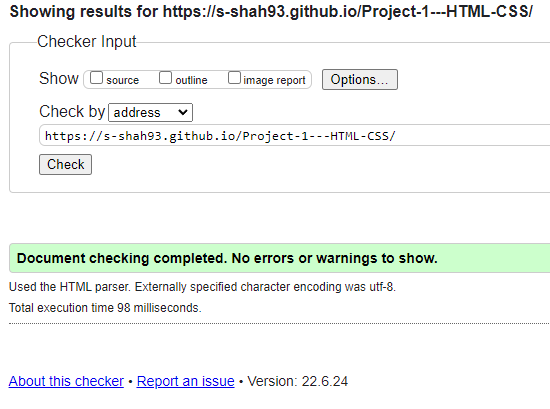 Showing results for https://s-shah93.github.io/Project-1---HTML-CSS/
Checker Input
Show source outline image report Options...
Check by address
https://s-shah93.github.io/Project-1---HTML-CSS/
Check
Document checking completed. No errors or warnings to show.
Used the HTML parser. Externally specified character encoding was utf-8.
Total execution time 98 milliseconds.
About this checker • Report an issue • Version: 22.6.24